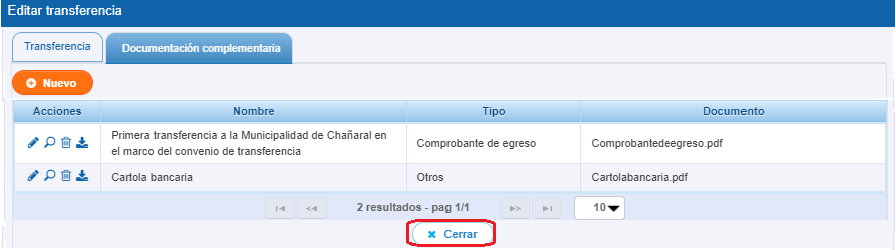 Editar transferencia
Transferencia Documentación complementaria
Nuevo
Acciones Nombre Tipo Documento
Primera transferencia a la Municipalidad de Chañaral en
el marco del convenio de transferencia Comprobante de egreso Comprobantedeegreso.pdf
Cartola bancaria Otros Cartolabancaria.pdf
2 resultados - pag 1/1 10
Cerrar